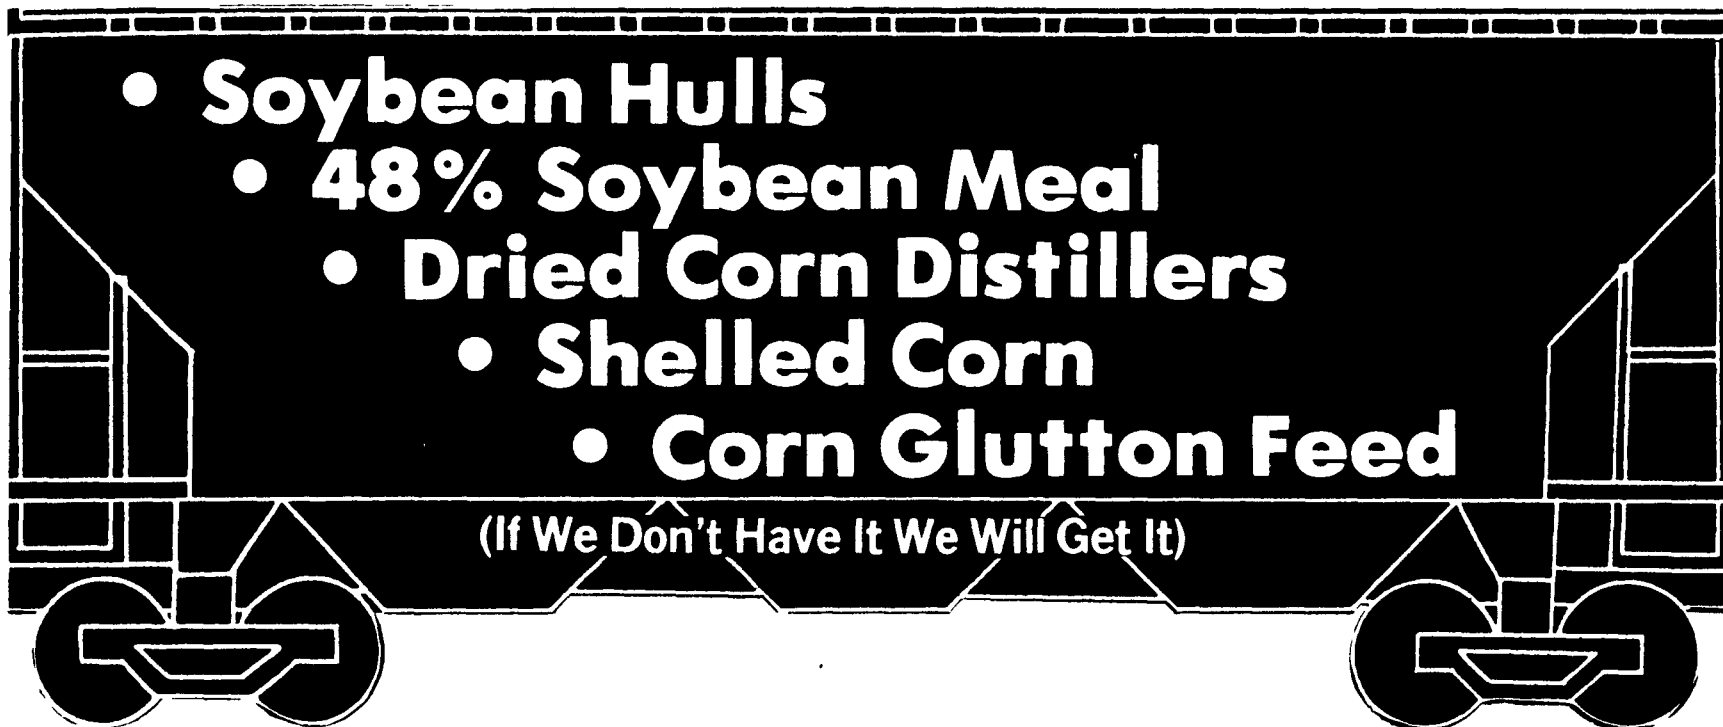 • Soybean Hulls
• 48% Soybean Meal
• Dried Corn Distillers
• Shelled Corn
• Corn Glutton Feed
(If We Don't Have It We Will Get It)